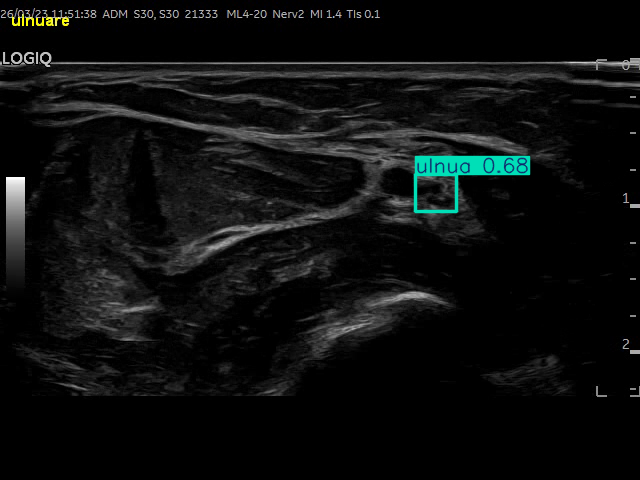 26/03/23 11:51:38 ADM S30, S30 21333 ML4-20 Nerv2 MI 1.4 TIs 0.1
ulnuare
LOGIQ
0
ulnua 0.68
1
2